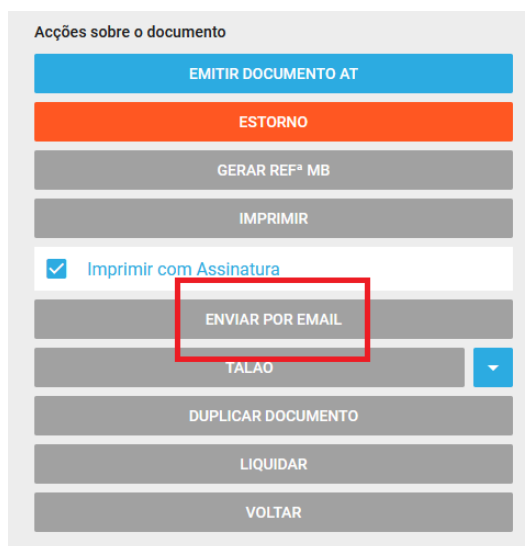 Acções sobre o documento
EMITIR DOCUMENTO AT
ESTORNO
GERAR REFª MB
IMPRIMIR
Imprimir com Assinatura
ENVIAR POR EMAIL
TALAO
DUPLICAR DOCUMENTO
LIQUIDAR
VOLTAR